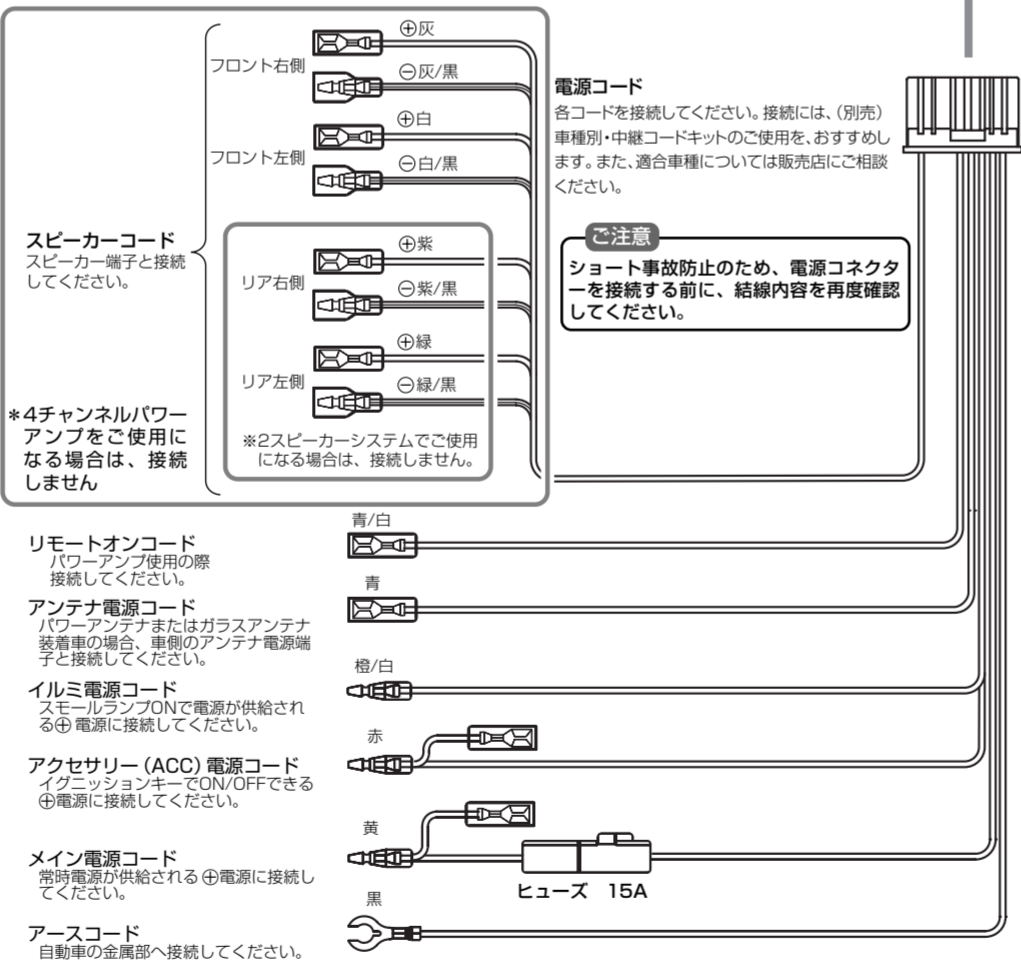 ⊕灰
フロント右側
⊖灰/黒
⊕白
フロント左側
⊖白/黒
スピーカーコード
スピーカー端子と接続
してください。
⊕紫
リア右側
⊖紫/黒
⊕緑
リア左側
⊖緑/黒
※2スピーカーシステムでご使用
になる場合は、接続しません。
*4チャンネルパワー
アンプをご使用に
なる場合は、接続
しません
電源コード
各コードを接続してください。接続には、(別売)
車種別・中継コードキットのご使用を、おすすめし
ます。また、適合車種については販売店にご相談
ください。
ご注意
ショート事故防止のため、電源コネクタ
ーを接続する前に、結線内容を再度確認
してください。
青/白
リモートオンコード
パワーアンプ使用の際
接続してください。
青
アンテナ電源コード
パワーアンテナまたはガラスアンテナ
装着車の場合、車側のアンテナ電源端
子と接続してください。
橙/白
イルミ電源コード
スモールランプONで電源が供給され
る⊕電源に接続してください。
赤
アクセサリー(ACC)電源コード
イグニッションキーでON/OFFできる
⊕電源に接続してください。
黄
メイン電源コード
常時電源が供給される⊕電源に接続し
てください。
ヒューズ 15A
黒
アースコード
自動車の金属部へ接続してください。